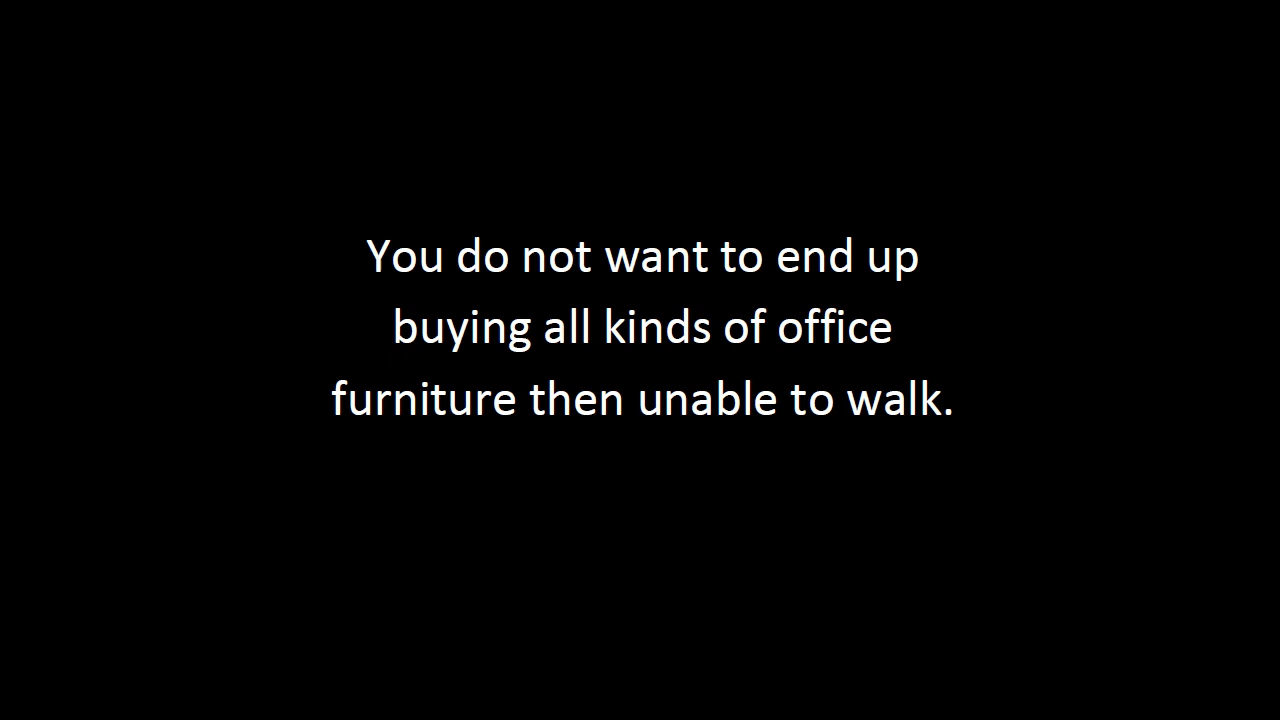 You do not want to end up
buying all kinds of office
furniture then unable to walk.